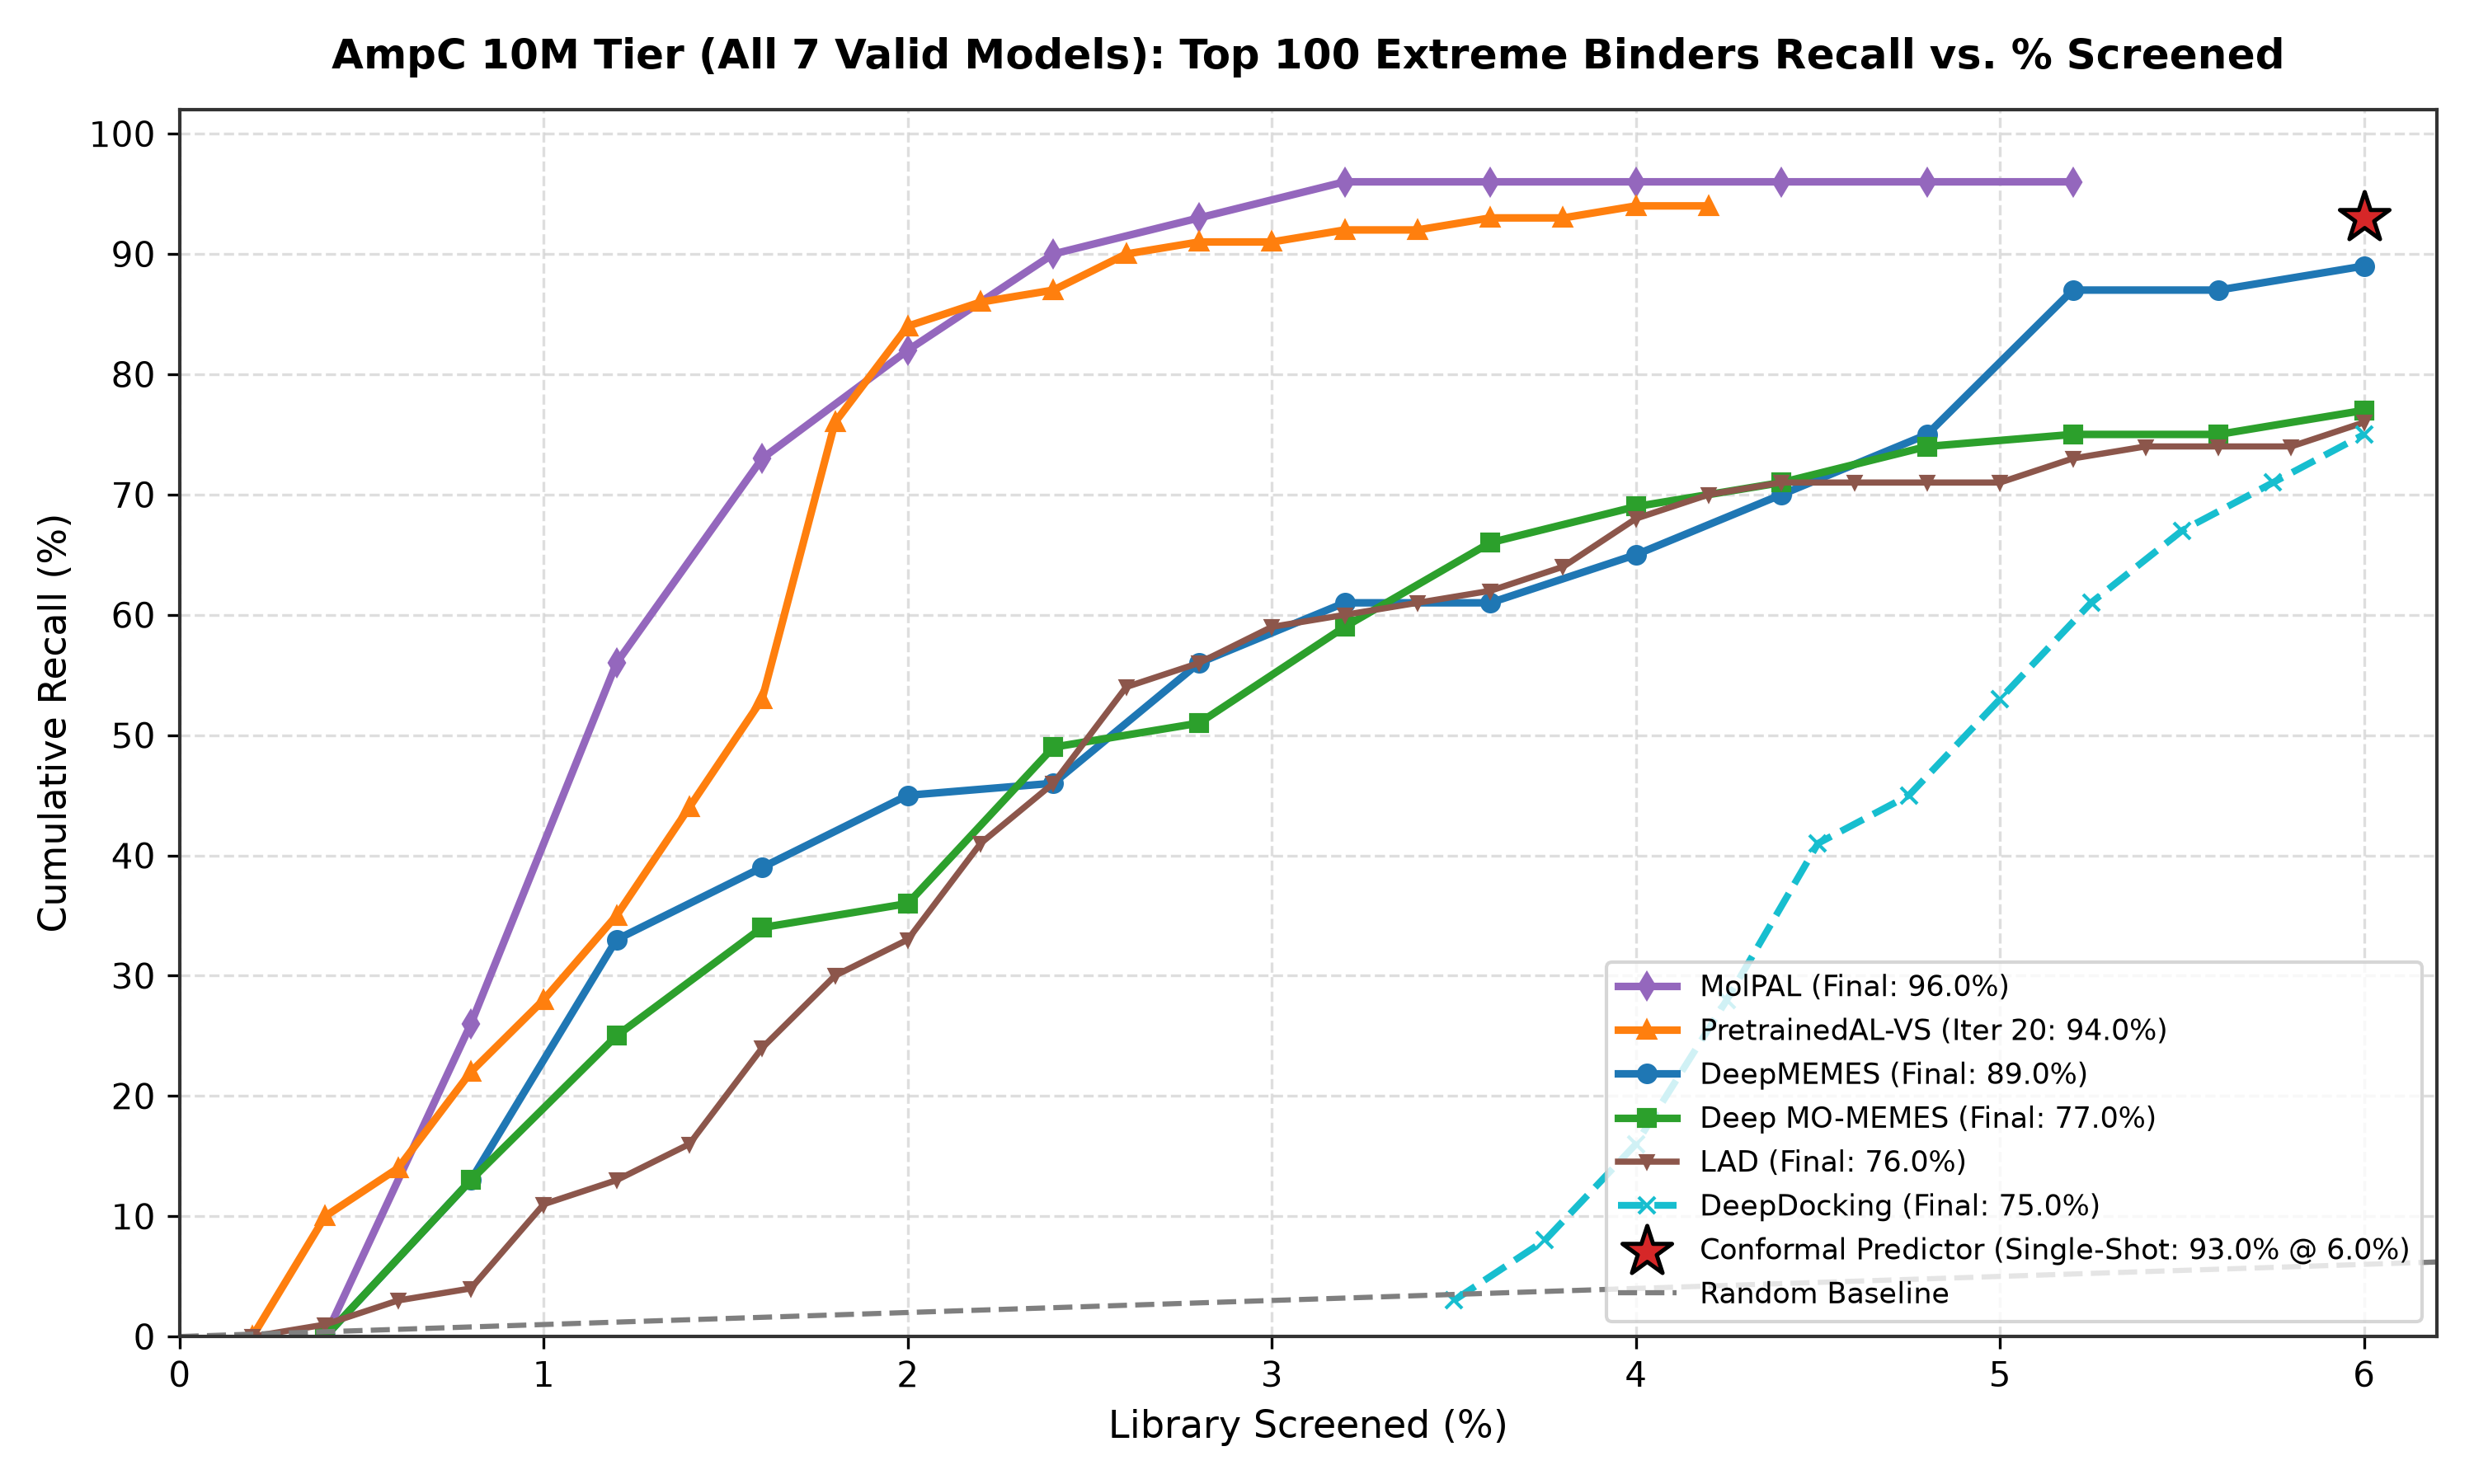 AmpC 10M Tier (All 7 Valid Models): Top 100 Extreme Binders Recall vs. % Screened
Cumulative Recall (%)
100
90
80
70
60
50
40
30
20
10
0
MolPAL (Final: 96.0%)
PretrainedAL-VS (Iter 20: 94.0%)
DeepMEMES (Final: 89.0%)
Deep MO-MEMES (Final: 77.0%)
LAD (Final: 76.0%)
DeepDocking (Final: 75.0%)
Conformal Predictor (Single-Shot: 93.0% @ 6.0%)
Random Baseline
0 1 2 3 4 5 6
Library Screened (%)